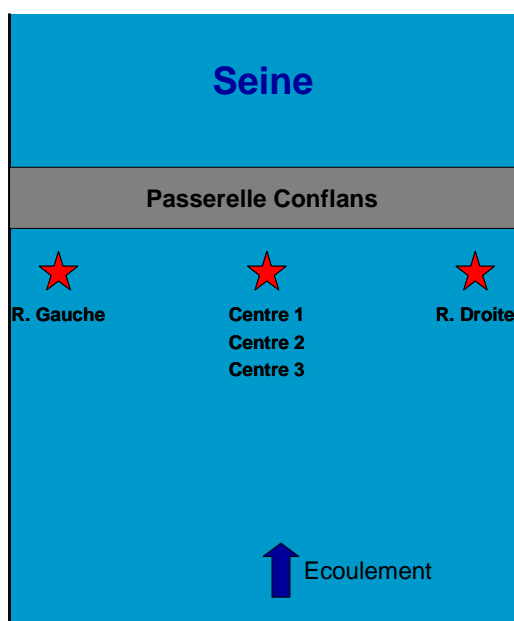 Seine
Passerelle Conflans
R. Gauche
Centre 1
R. Droite
Centre 2
Centre 3
Ecoulement